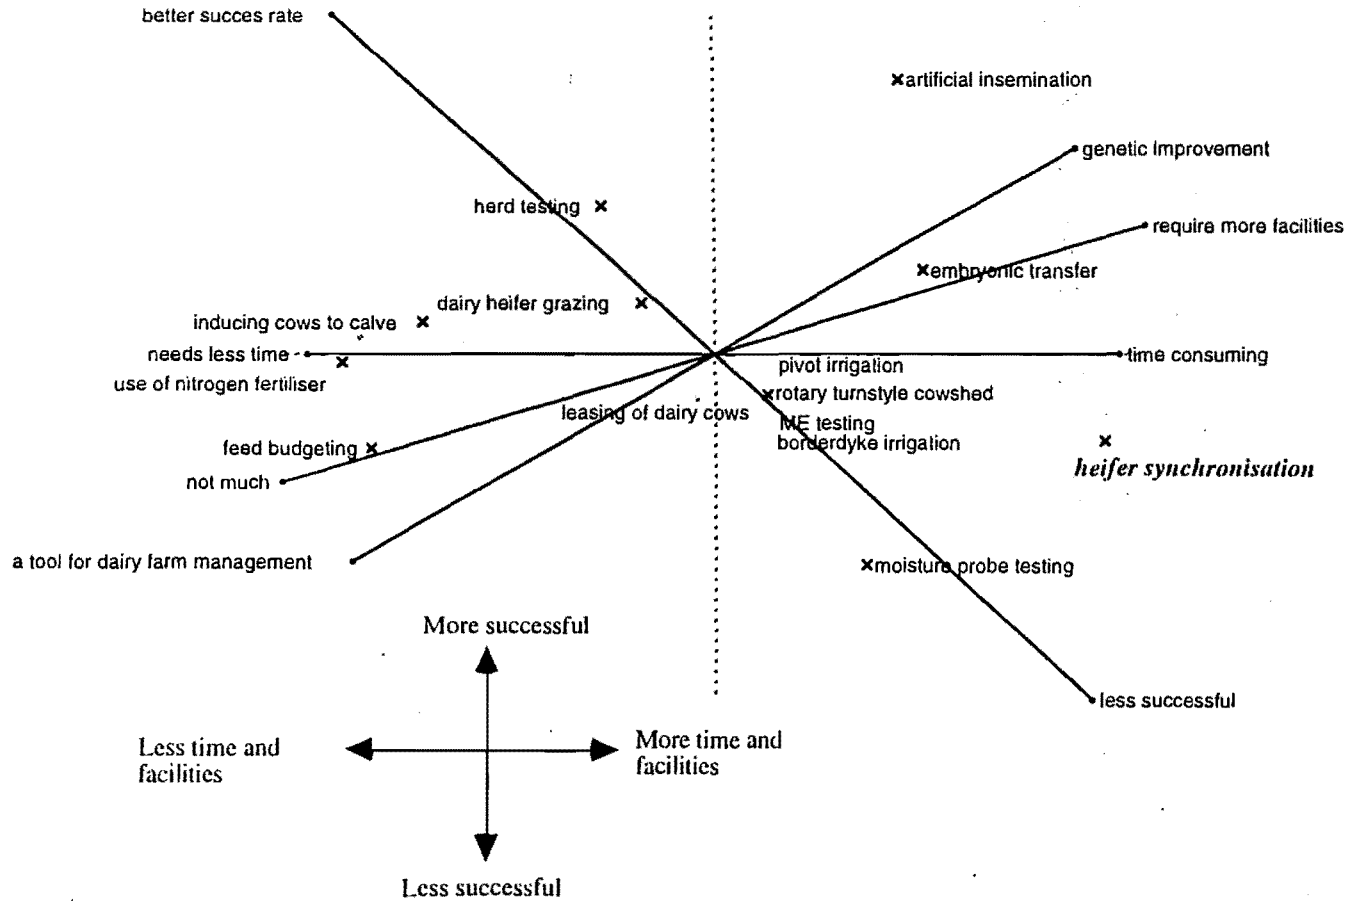 better succes rate
artificial insemination
genetic improvement
herd testing
require more facilities
embryonic transfer
dairy heifer grazing
inducing cows to calve
needs less time
time consuming
pivot irrigation
use of nitrogen fertiliser
rotary turnstyle cowshed
leasing of dairy cows
ME testing
borderdyke irrigation
feed budgeting
heifer synchronisation
not much
a tool for dairy farm management
moisture probe testing
More successful
less successful
Less time and
facilities
More time and
facilities
Less successful